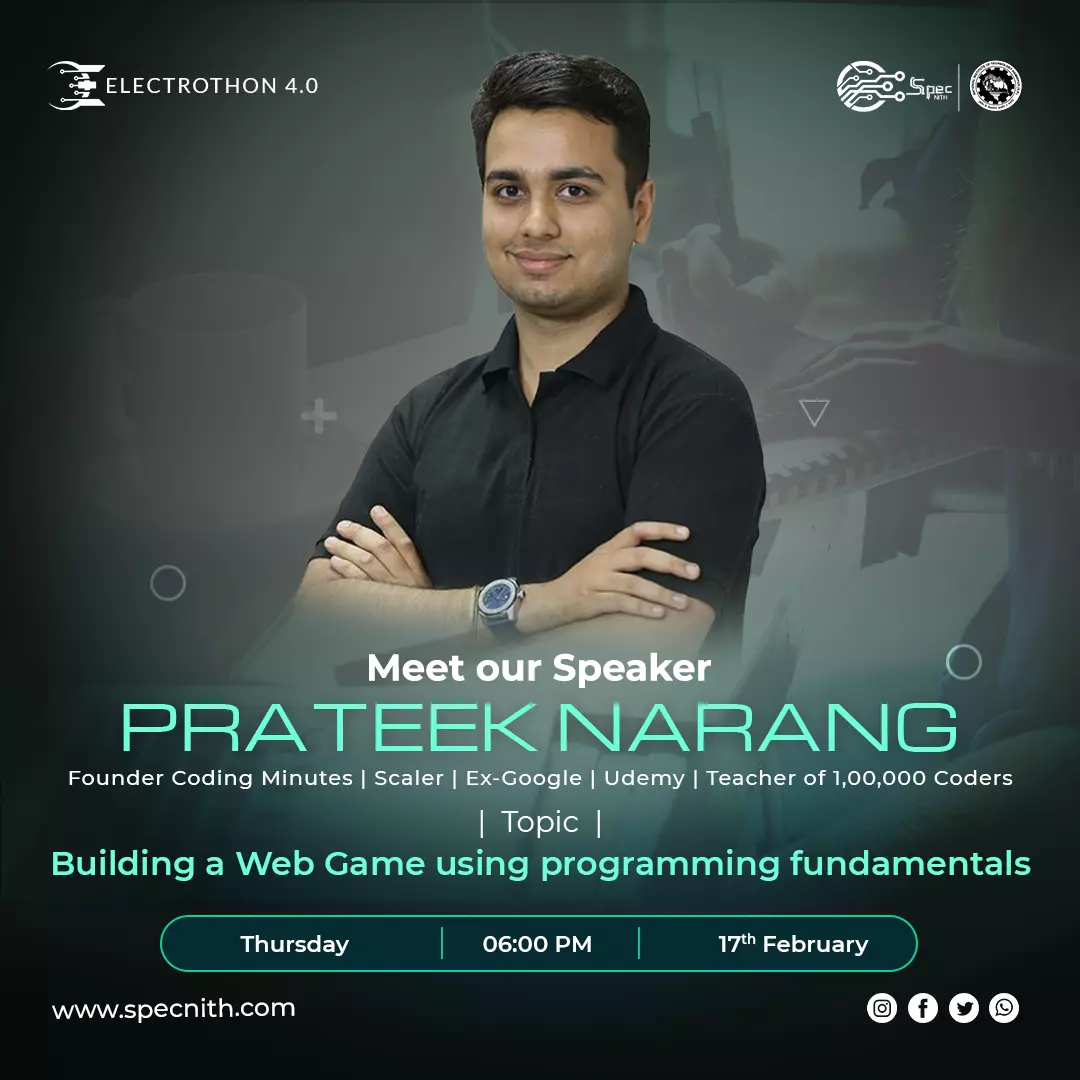 ELECTROTHON 4.0
Spec
NITH
Meet our Speaker
PRATEEK NARANG
Founder Coding Minutes | Scaler | Ex-Google | Udemy | Teacher of 1,00,000 Coders
| Topic |
Building a Web Game using programming fundamentals
Thursday | 06:00 PM | 17th February
www.specnith.com